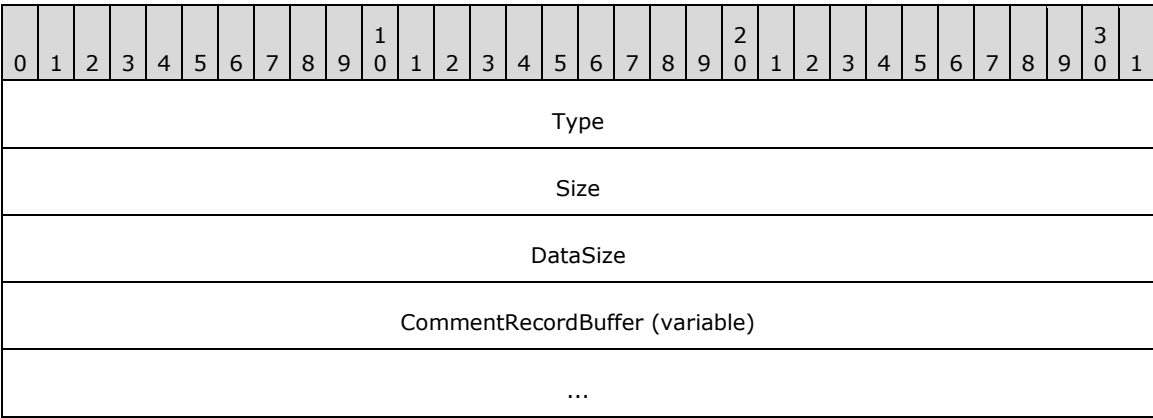 1 2 3
0 1 2 3 4 5 6 7 8 9 0 1 2 3 4 5 6 7 8 9 0 1 2 3 4 5 6 7 8 9 0 1
Type
Size
DataSize
CommentRecordBuffer (variable)
...